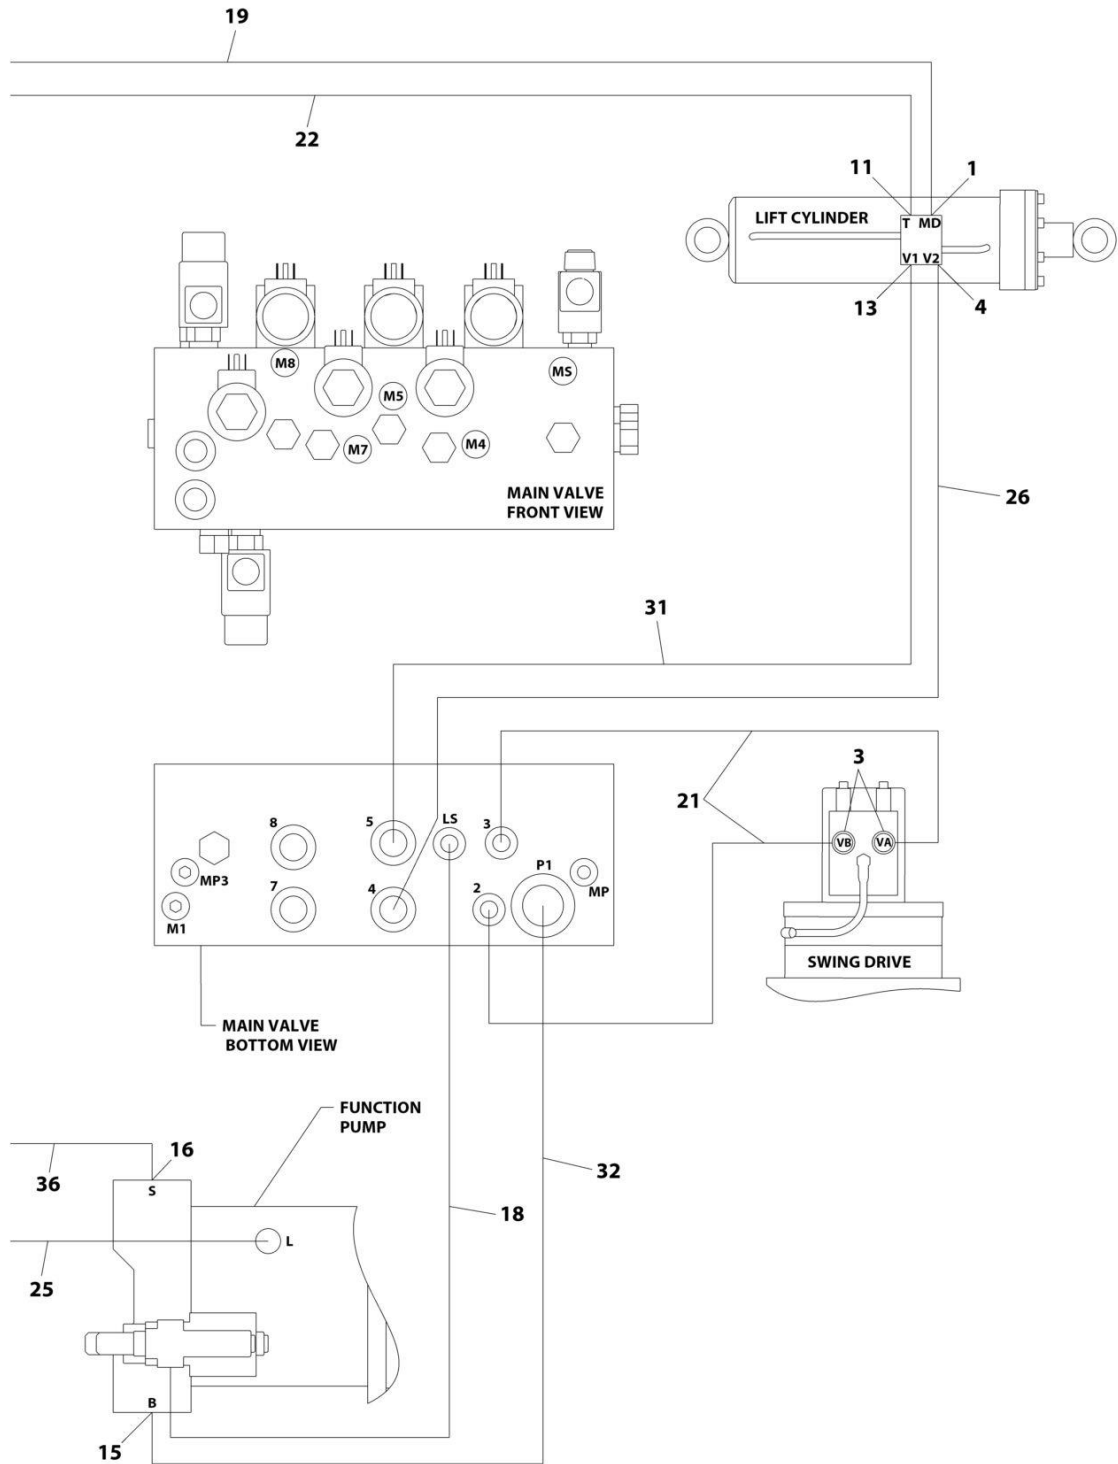 19
22
11
1
LIFT CYLINDER
T MD
V1 V2
13
4
M8
MS
M5
M7
M4
MAIN VALVE
FRONT VIEW
26
31
3
21
8
5
LS
3
VB
VA
MP3
P1
7
4
2
MP
M1
SWING DRIVE
MAIN VALVE
BOTTOM VIEW
FUNCTION
PUMP
16
36
S
32
18
L
25
B
15